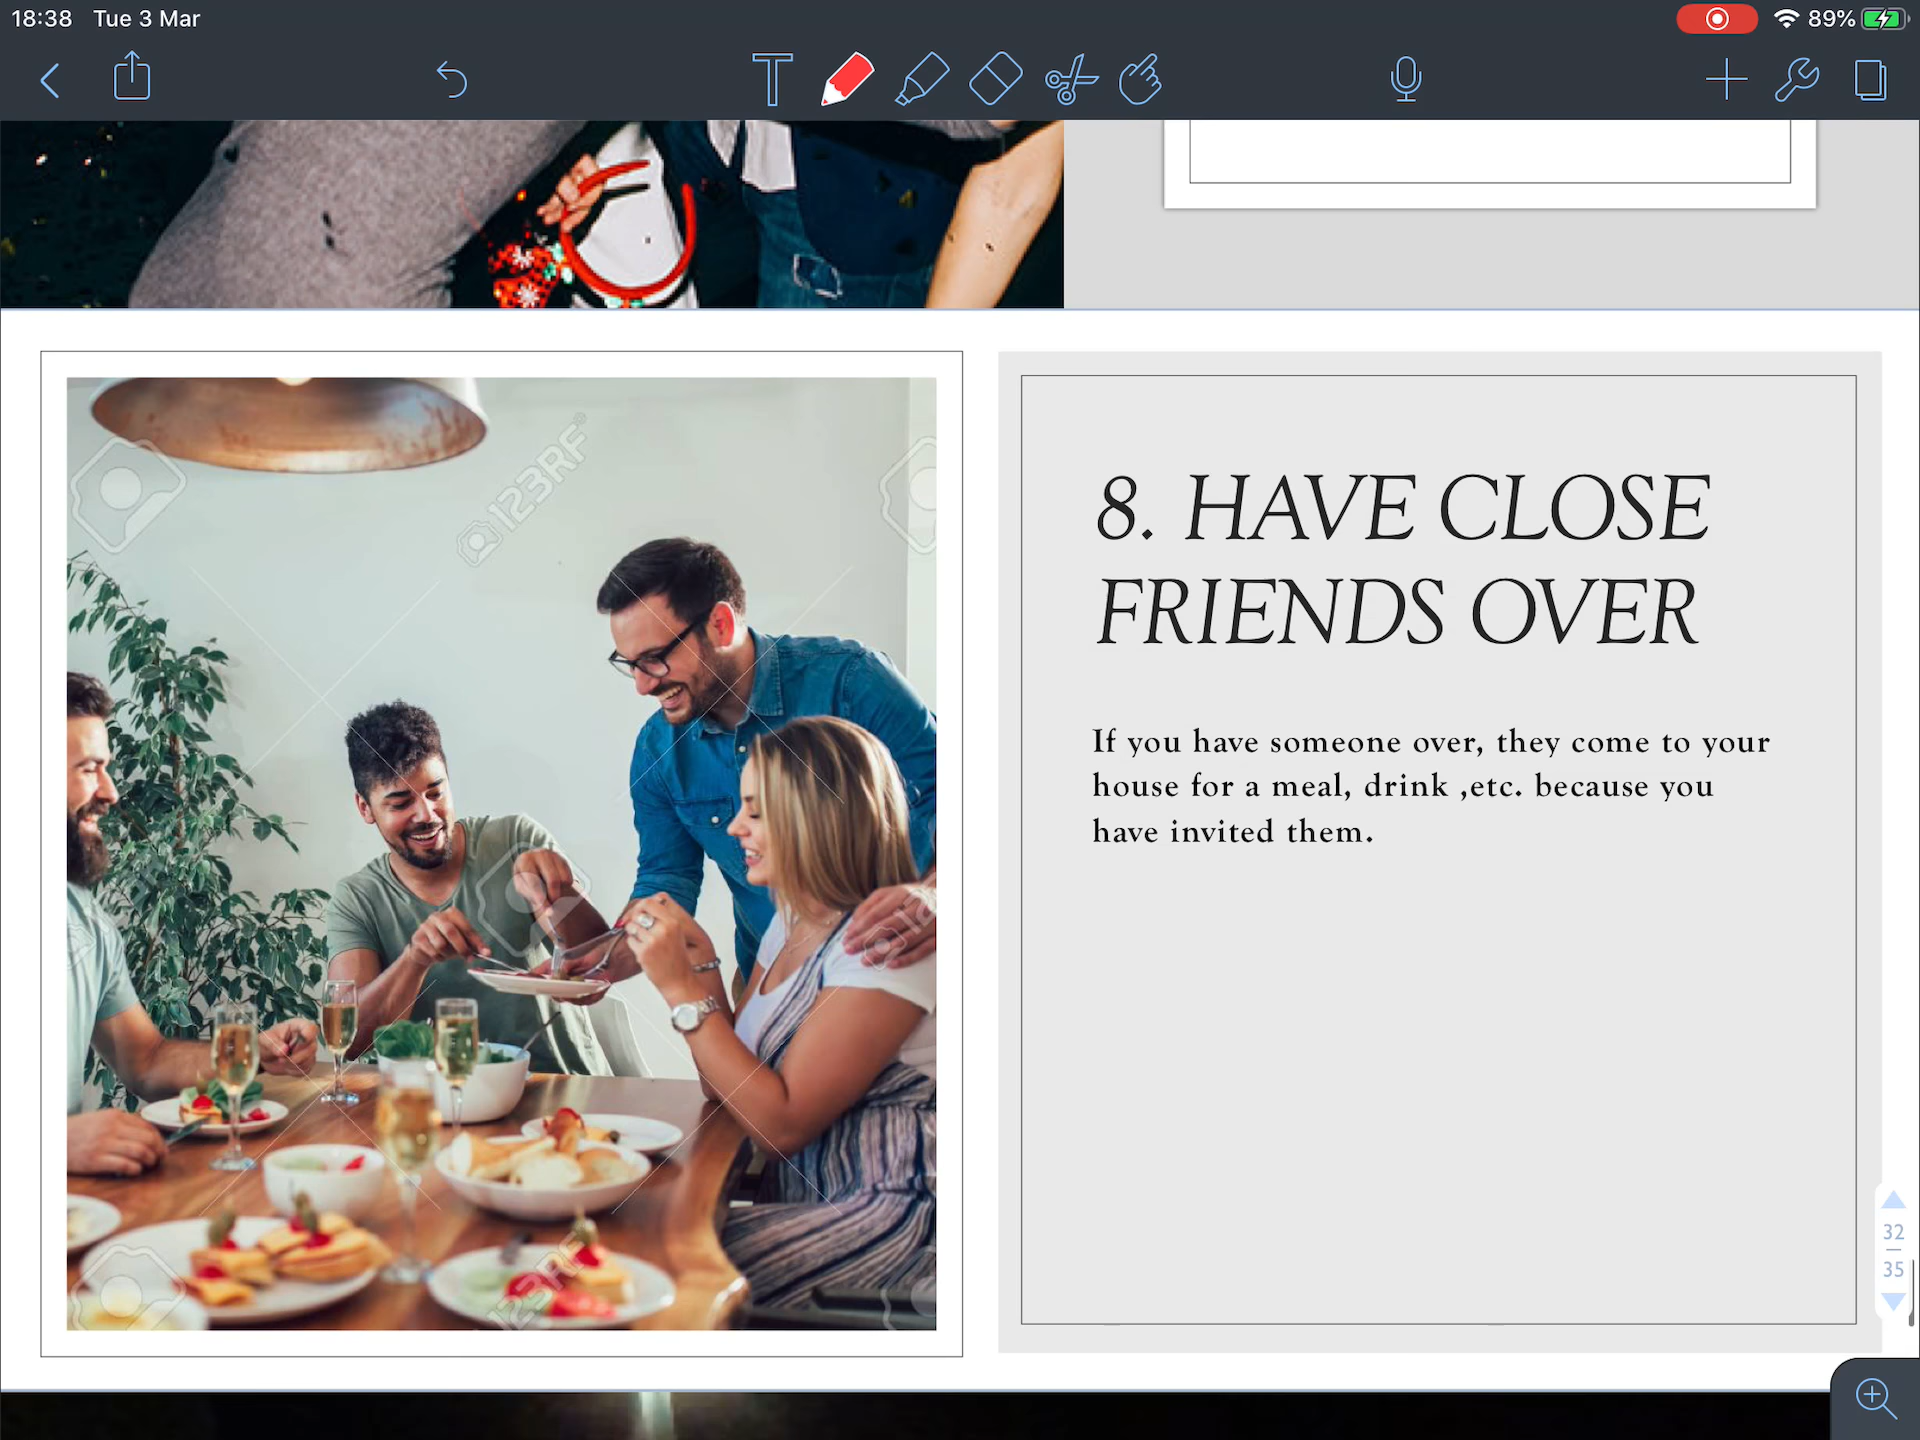 18:38 Tue 3 Mar
89%
T
123RF
8. HAVE CLOSE
FRIENDS OVER
If you have someone over, they come to your
house for a meal, drink ,etc. because you
have invited them.
123RF
32
35